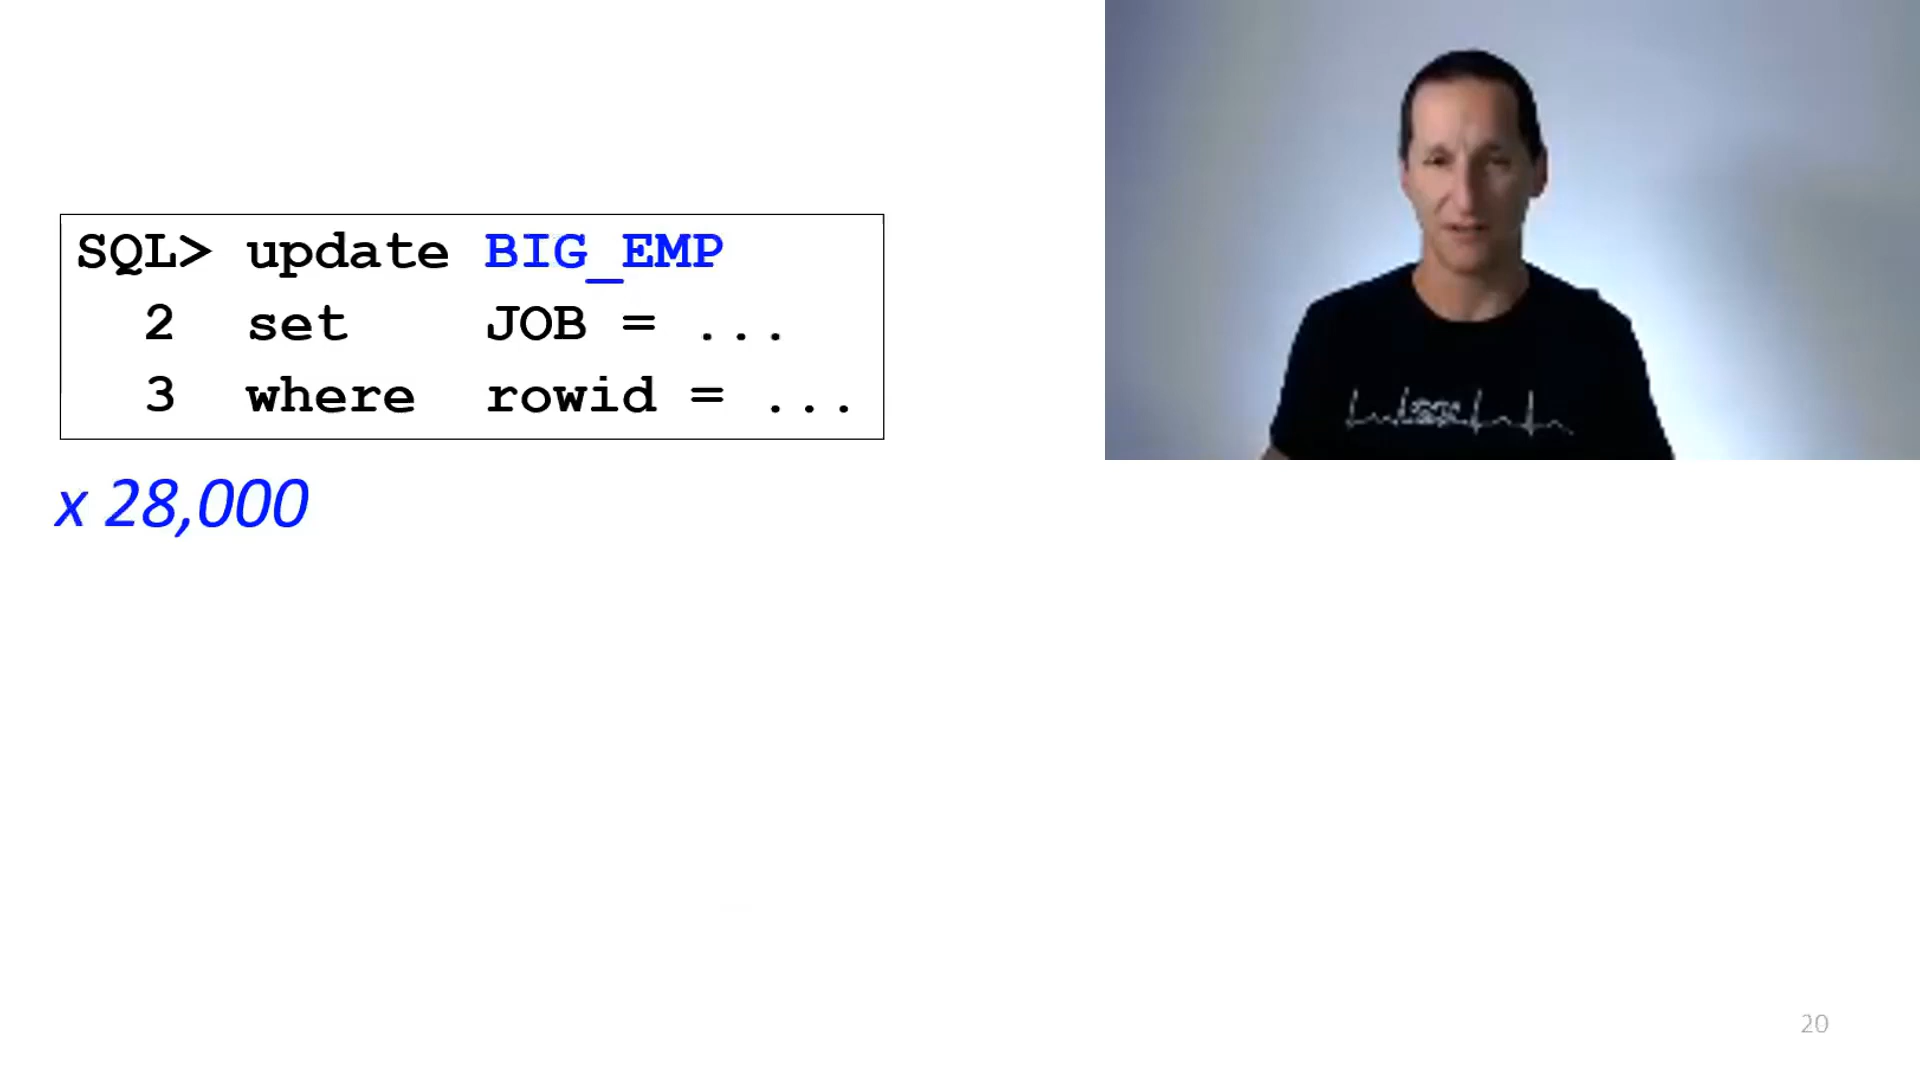 SQL> update BIG_EMP
2 set JOB = ...
3 where rowid = ...
x 28,000
20